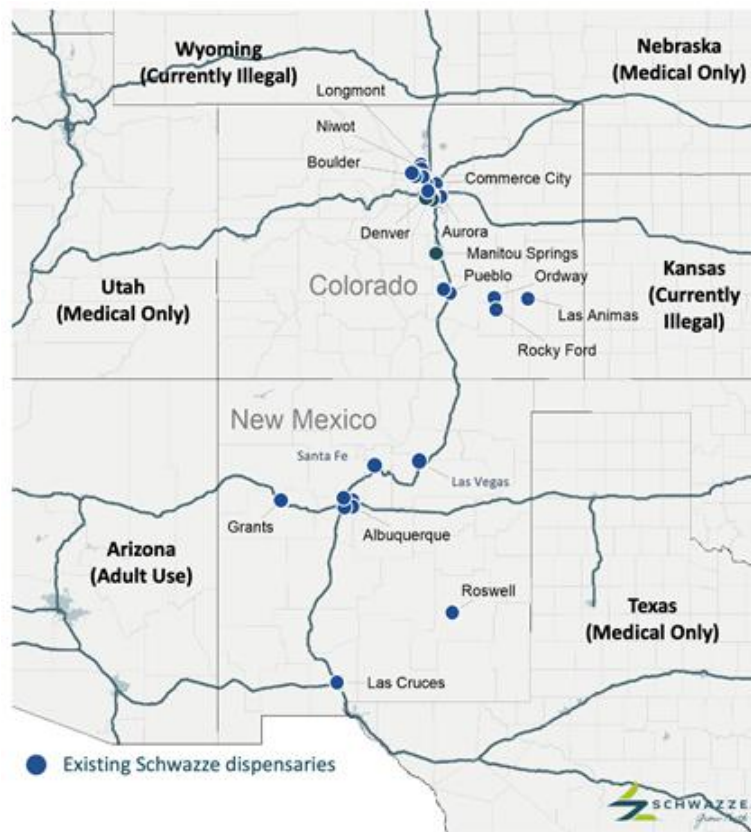 Wyoming
(Currently Illegal)
Nebraska
(Medical Only)
Longmont
Niwot
Boulder
Commerce City
Denver
Aurora
Manitou Springs
Utah
(Medical Only)
Colorado
Pueblo
Ordway
Kansas
(Currently
Illegal)
Las Animas
Rocky Ford
New Mexico
Santa Fe
Las Vegas
Grants
Albuquerque
Arizona
(Adult Use)
Roswell
Texas
(Medical Only)
Las Cruces
Existing Schwazze dispensaries
SCHWAZZE